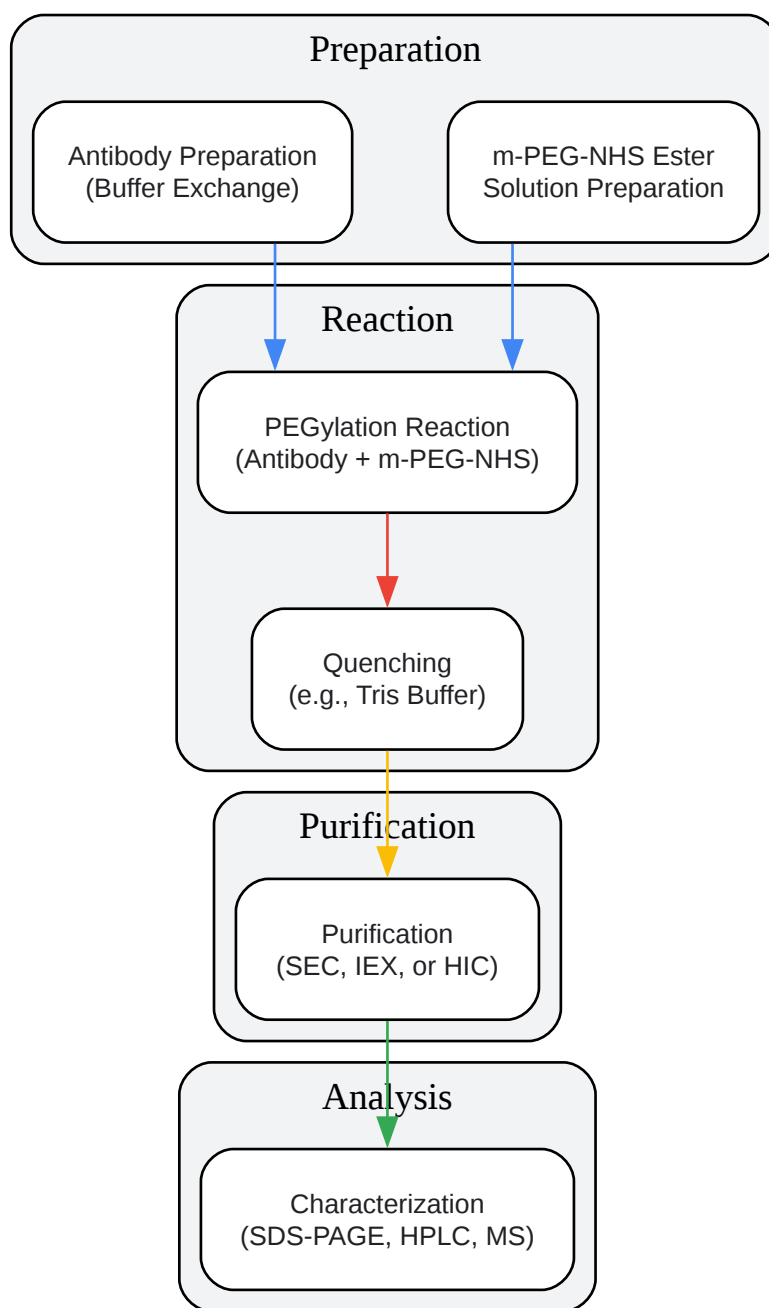 Preparation
Antibody Preparation
(Buffer Exchange)
m-PEG-NHS Ester
Solution Preparation
Reaction
PEGylation Reaction
(Antibody + m-PEG-NHS)
Quenching
(e.g., Tris Buffer)
Purification
Purification
(SEC, IEX, or HIC)
Analysis
Characterization
(SDS-PAGE, HPLC, MS)